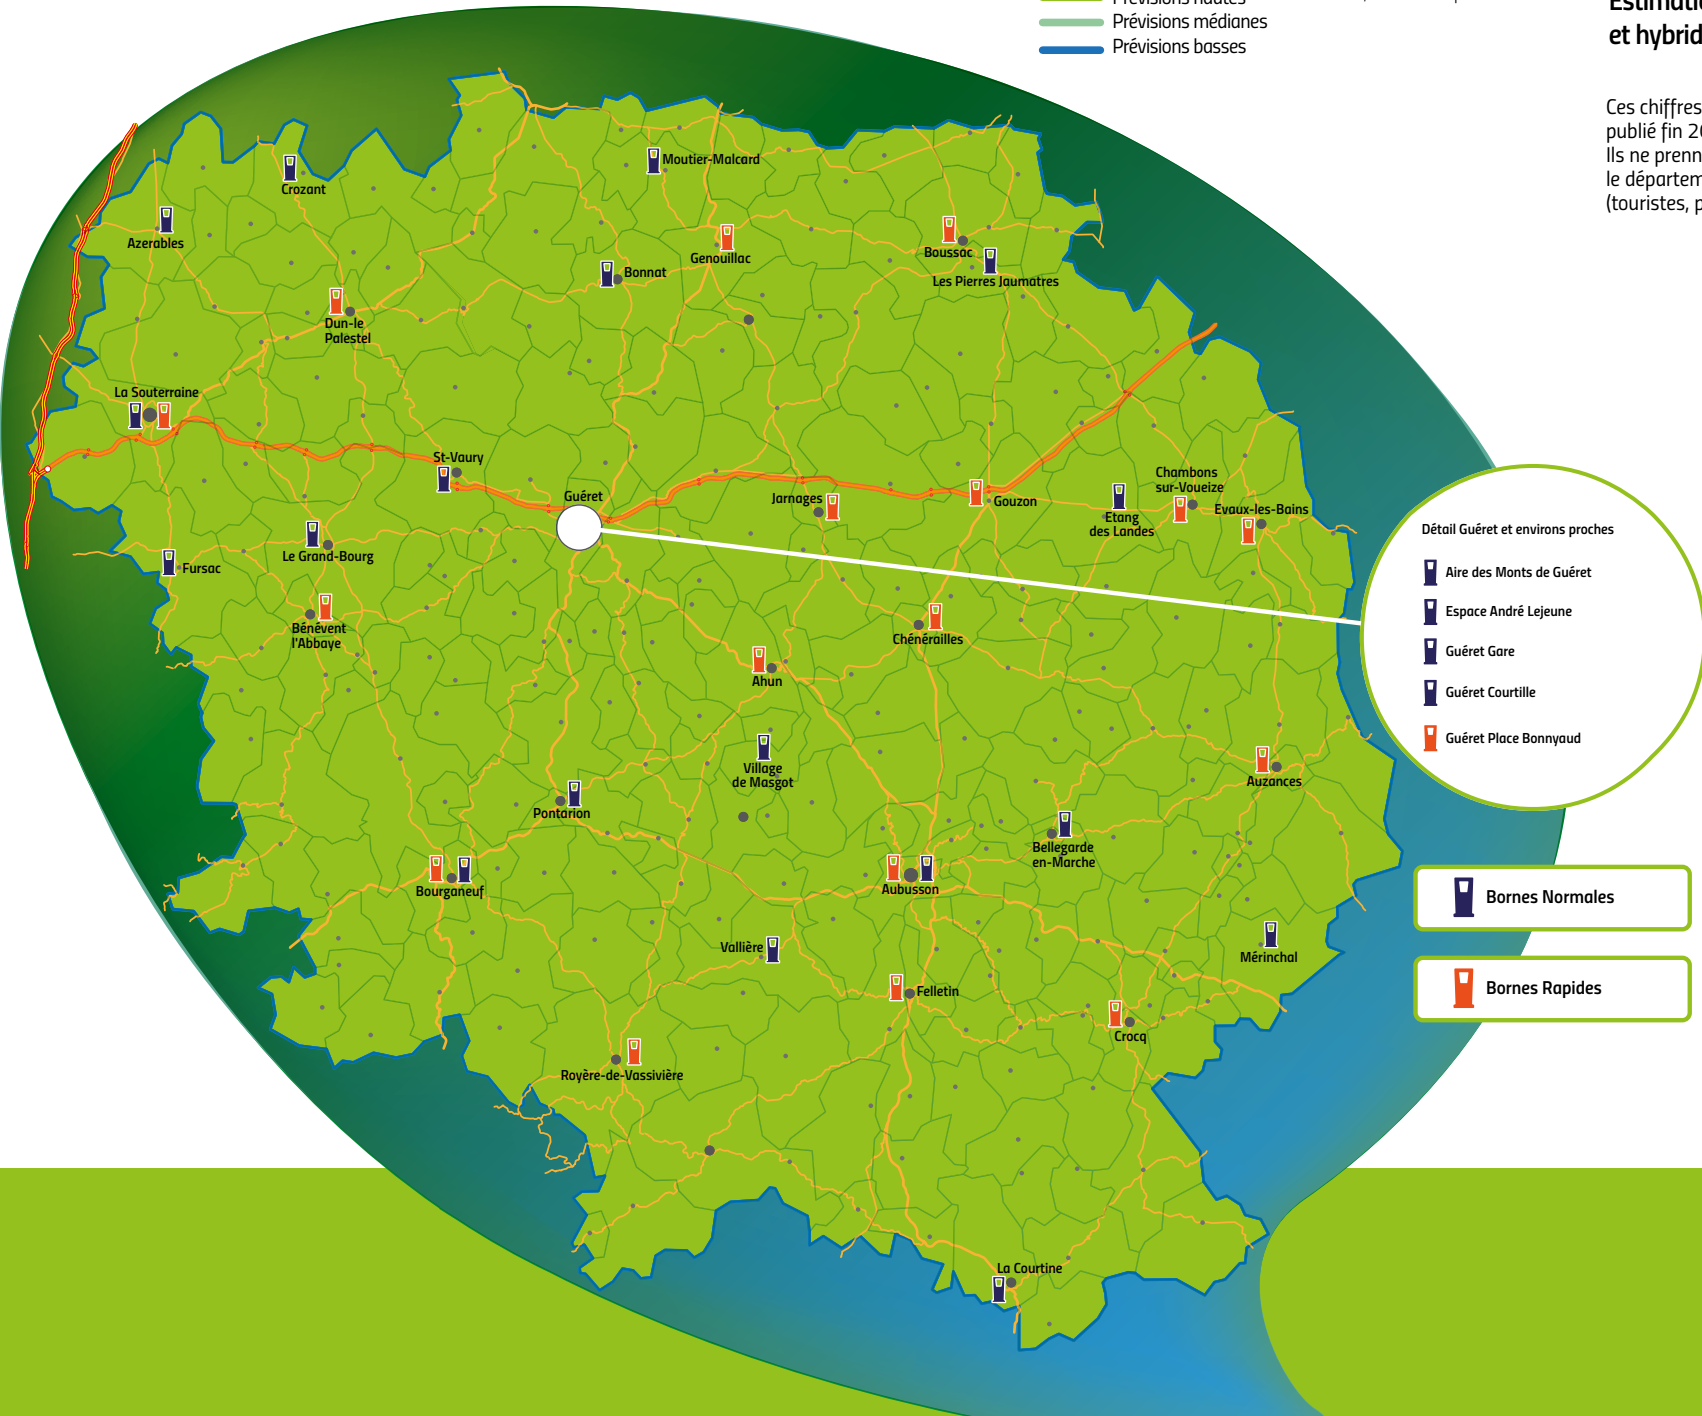 Prévisions hautes
Prévisions médianes
Prévisions basses
et hybrid
Ces chiffres
publié fin 20
Ils ne prenn
le départem
(touristes, p
Crozant
Moutier-Malcard
Azerables
Genouillac
Boussac
Bonnat
Les Pierres Jaumatres
Dun-le
Palestel
La Souterraine
St-Vaury
Guéret
Jarnages
Gouzon
Chambons
sur-Voueize
Etang
des Landes
Evaux-les-Bains
Le Grand-Bourg
Fursac
Bénévent
l'Abbaye
Chénérailles
Ahun
Village
de Masgot
Auzances
Pontarion
Bellegarde
en-Marche
Bourganeuf
Aubusson
Vallière
Mérinchal
Felletin
Crocq
Royère-de-Vassivière
La Courtine
Détail Guéret et environs proches
Aire des Monts de Guéret
Espace André Lejeune
Guéret Gare
Guéret Courtille
Guéret Place Bonnyaud
Bornes Normales
Bornes Rapides